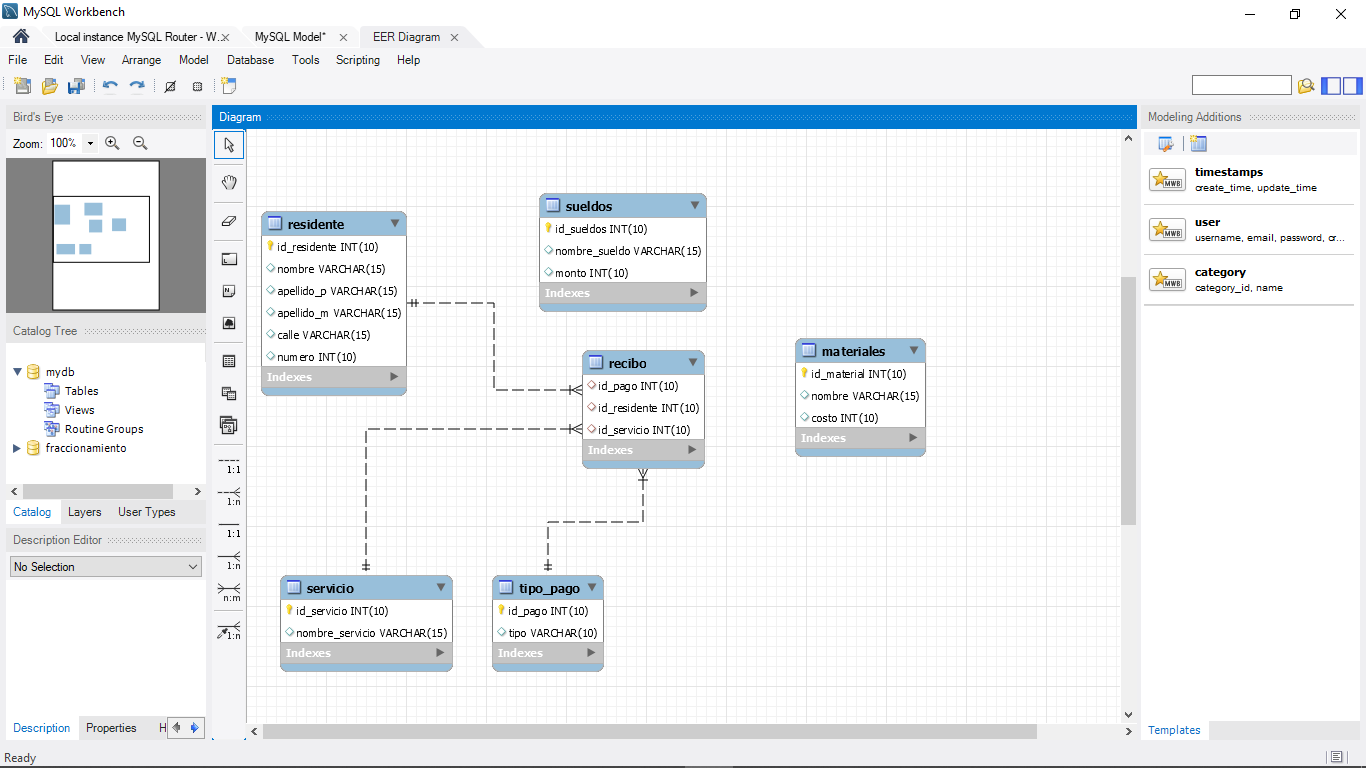 MySQL Workbench
Local instance MySQL Router - W...
MySQL Model*
EER Diagram
File Edit View Arrange Model Database Tools Scripting Help
Bird's Eye
Zoom: 100%
Catalog Tree
mydb
Tables
Views
Routine Groups
fraccionamiento
Catalog Layers User Types
Description Editor
No Selection
Description Properties H
Diagram
1:1
1:n
1:1
1:n
n:m
1:n
residente
id_residente INT(10)
nombre VARCHAR(15)
apellido_p VARCHAR(15)
apellido_m VARCHAR(15)
calle VARCHAR(15)
numero INT(10)
Indexes
sueldos
id_sueldos INT(10)
nombre_sueldo VARCHAR(15)
monto INT(10)
Indexes
recibo
id_pago INT(10)
id_residente INT(10)
id_servicio INT(10)
Indexes
materiales
id_material INT(10)
nombre VARCHAR(15)
costo INT(10)
Indexes
servicio
id_servicio INT(10)
nombre_servicio VARCHAR(15)
Indexes
tipo_pago
id_pago INT(10)
tipo VARCHAR(10)
Indexes
Modeling Additions
MWB
timestamps
create_time, update_time
MWB
user
username, email, password, cr...
MWB
category
category_id, name
Templates
Ready